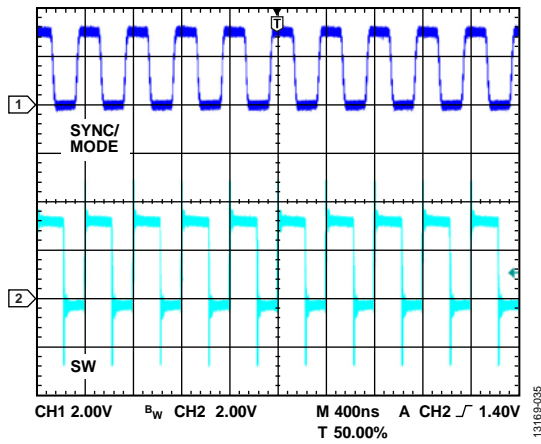 T
1
SYNC/
MODE
2
SW
CH1 2.00V BW CH2 2.00V M 400ns A CH2 1.40V
T 50.00%
13169-035